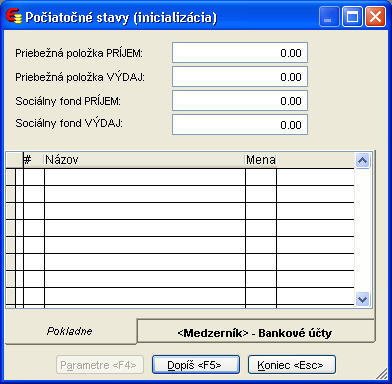 Počiatočné stavy (inicializácia)
Priebežná položka PRÍJEM: 0.00
Priebežná položka VÝDAJ: 0.00
Sociálny fond PRÍJEM: 0.00
Sociálny fond VÝDAJ: 0.00
# Názov Mena
Pokladne <Medzerník> - Bankové účty
Parametre <F4> Dopíš <F5> Koniec <Esc>